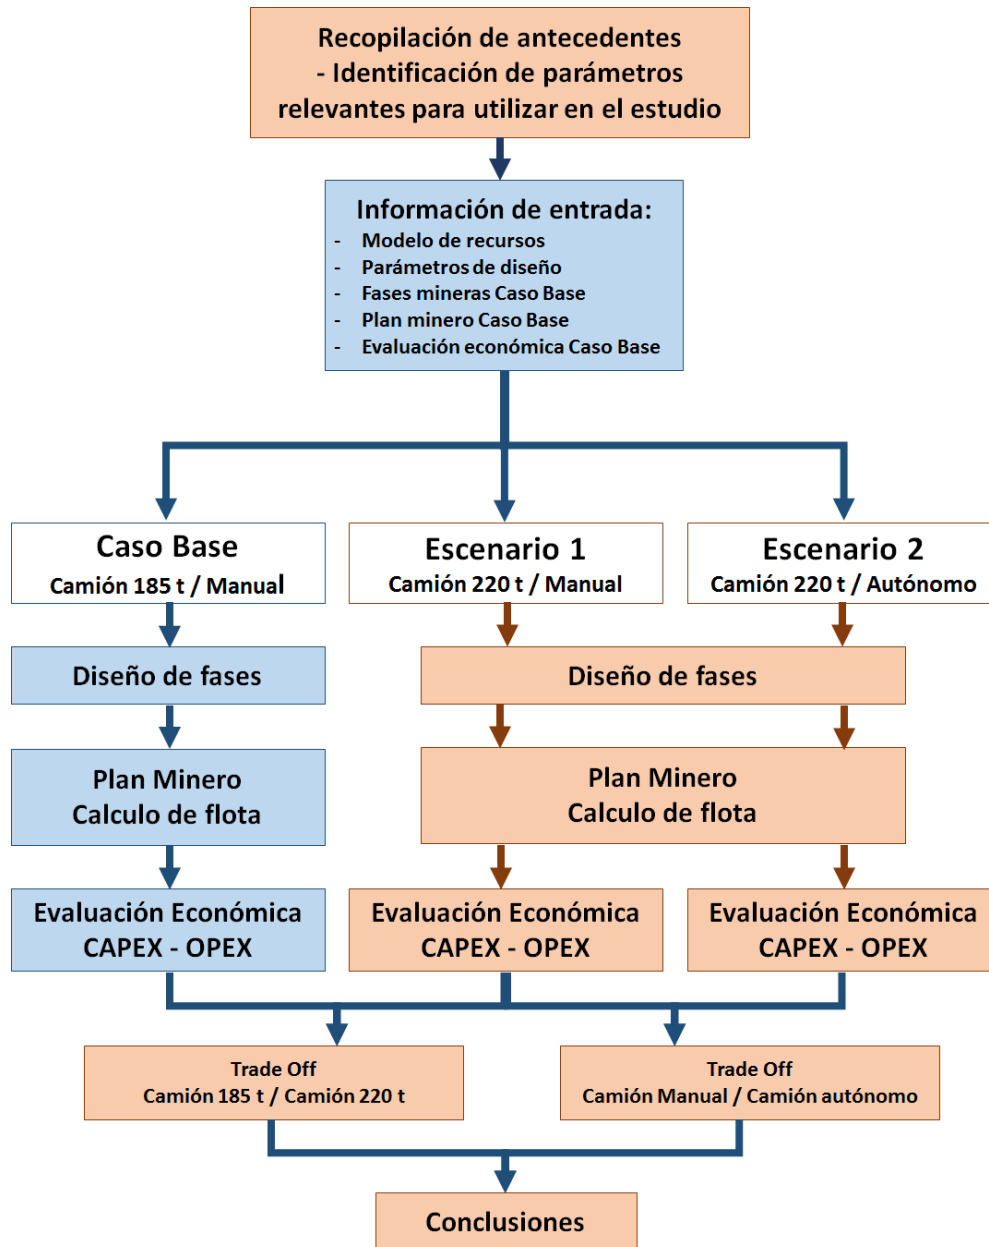 Recopilación de antecedentes
- Identificación de parámetros
relevantes para utilizar en el estudio
Información de entrada:
- Modelo de recursos
- Parámetros de diseño
- Fases mineras Caso Base
- Plan minero Caso Base
- Evaluación económica Caso Base
Caso Base
Camión 185 t / Manual
Escenario 1
Camión 220 t / Manual
Escenario 2
Camión 220 t / Autónomo
Diseño de fases
Diseño de fases
Plan Minero
Calculo de flota
Plan Minero
Calculo de flota
Evaluación Económica
CAPEX - OPEX
Evaluación Económica
CAPEX - OPEX
Evaluación Económica
CAPEX - OPEX
Trade Off
Camión 185 t / Camión 220 t
Trade Off
Camión Manual / Camión autónomo
Conclusiones